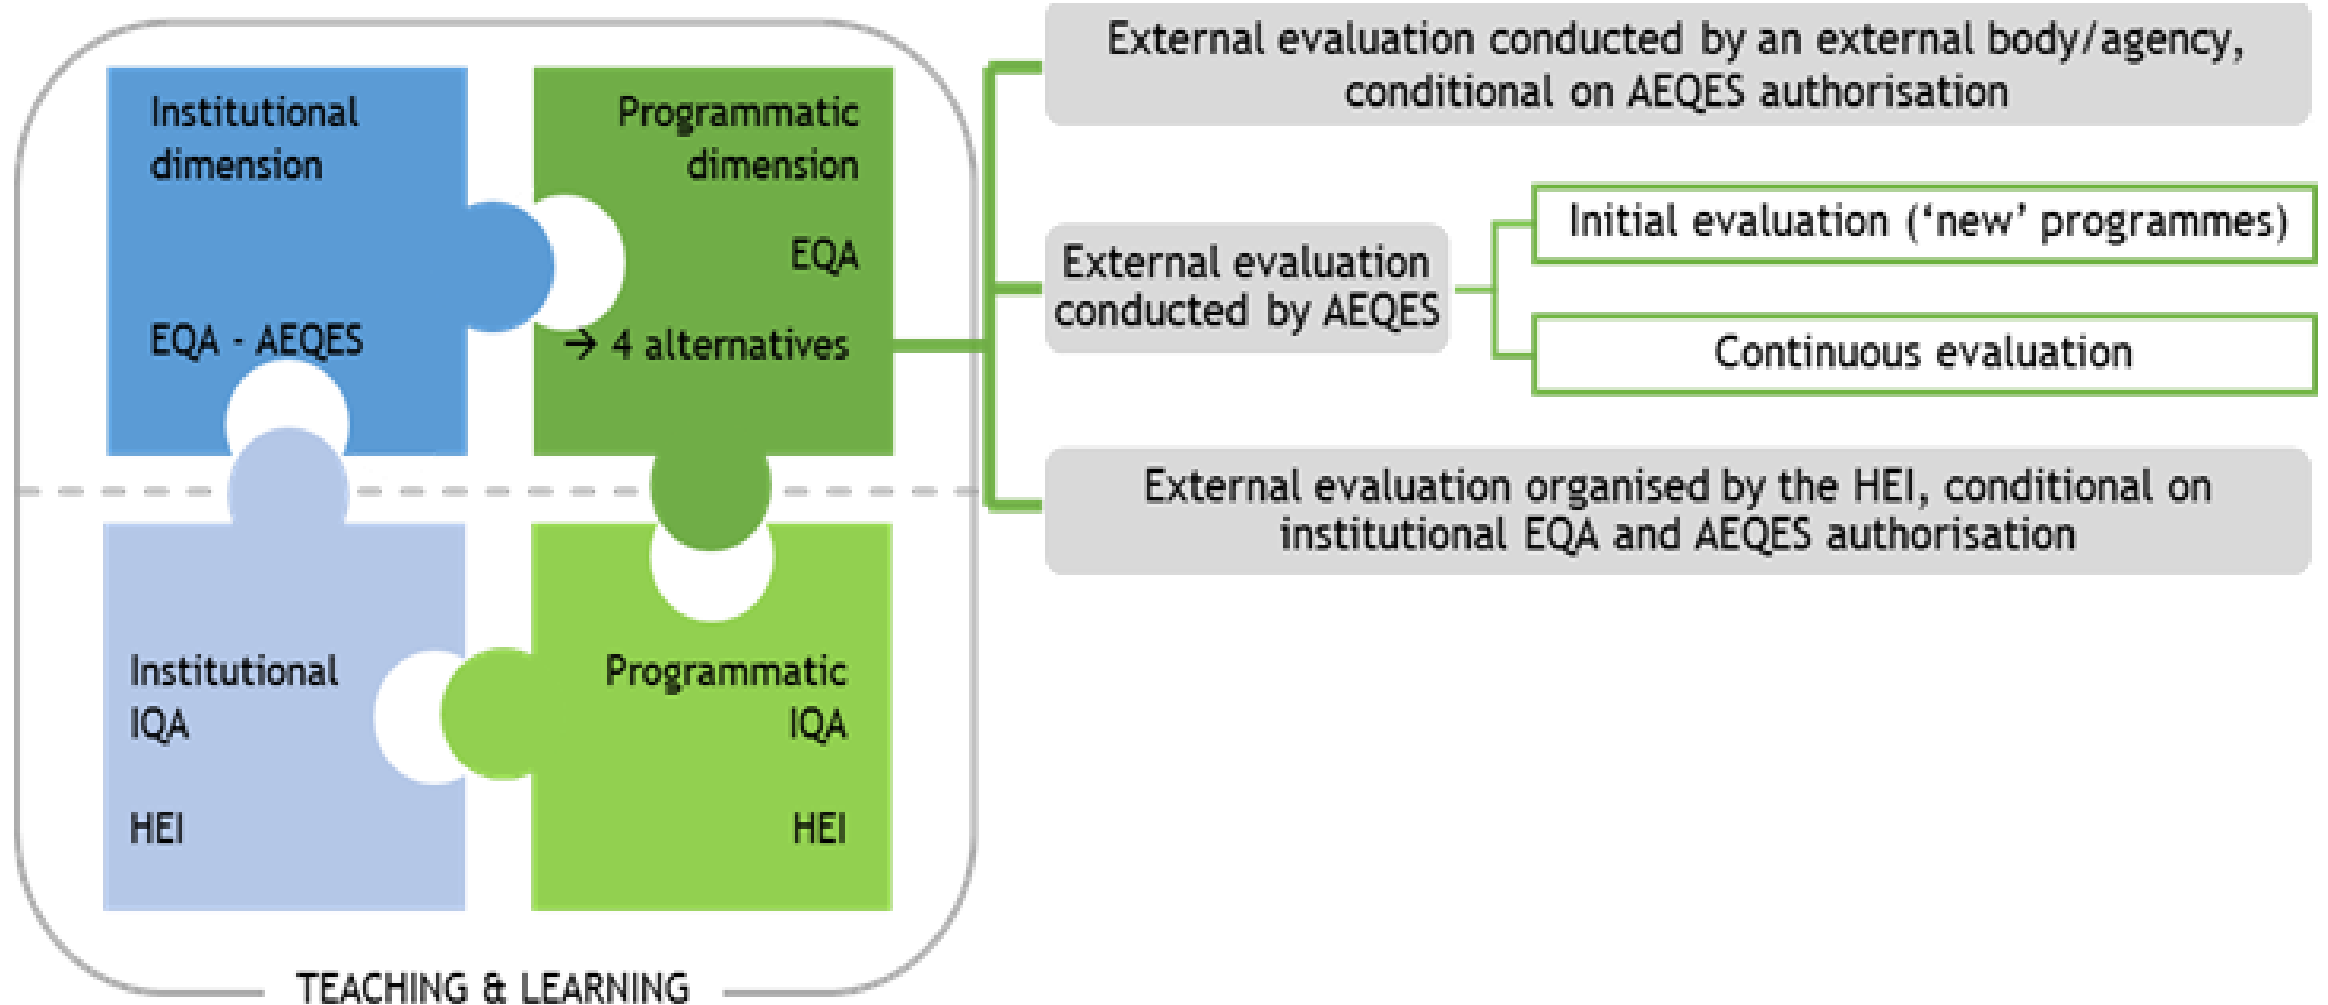 Institutional
dimension
EQA - AEQES
Programmatic
dimension
EQA
→ 4 alternatives
Institutional
IQA
HEI
Programmatic
IQA
HEI
TEACHING & LEARNING
External evaluation conducted by an external body/agency,
conditional on AEQES authorisation
External evaluation
conducted by AEQES
Initial evaluation (‘new’ programmes)
Continuous evaluation
External evaluation organised by the HEI, conditional on
institutional EQA and AEQES authorisation